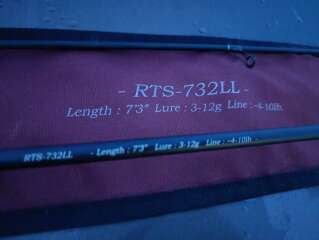 - RTS-732LL -
Length : 7'3" Lure : 3-12g Line : ~4-10lb.
RTS-732LL - Length : 7'3" Lure : 3-12g Line : ~4-10lb.